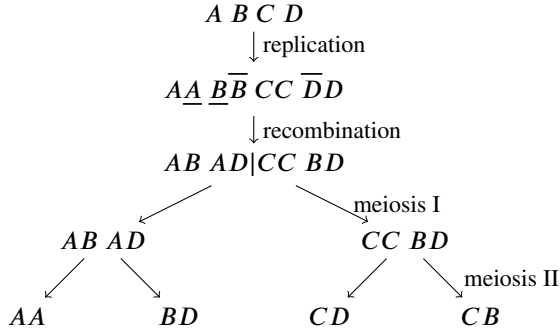 A B C D
replication
AA BB CC DD
recombination
AB AD|CC BD
meiosis I
AB AD CC BD
meiosis II
AA BD CD CB